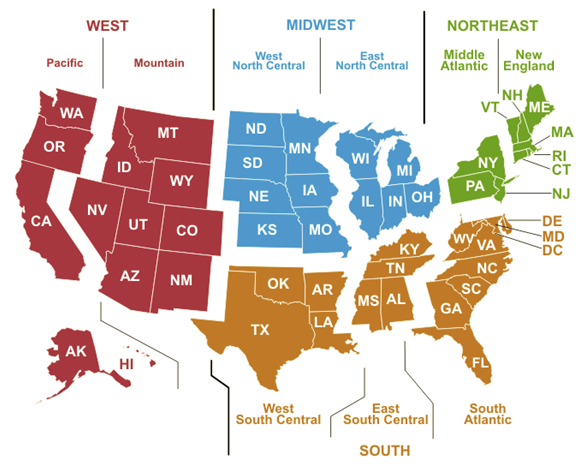 WEST
MIDWEST
NORTHEAST
Pacific
Mountain
West
North Central
East
North Central
Middle
Atlantic
New
England
WA
OR
CA
NV
ID
MT
WY
UT
CO
AZ
NM
AK
HI
ND
SD
NE
KS
MN
IA
MO
WI
MI
IL
IN
OH
VT
NH
ME
MA
RI
CT
NY
PA
NJ
DE
MD
DC
WV
VA
KY
TN
NC
SC
GA
FL
OK
TX
AR
LA
MS
AL
West
South Central
East
South Central
South
Atlantic
SOUTH